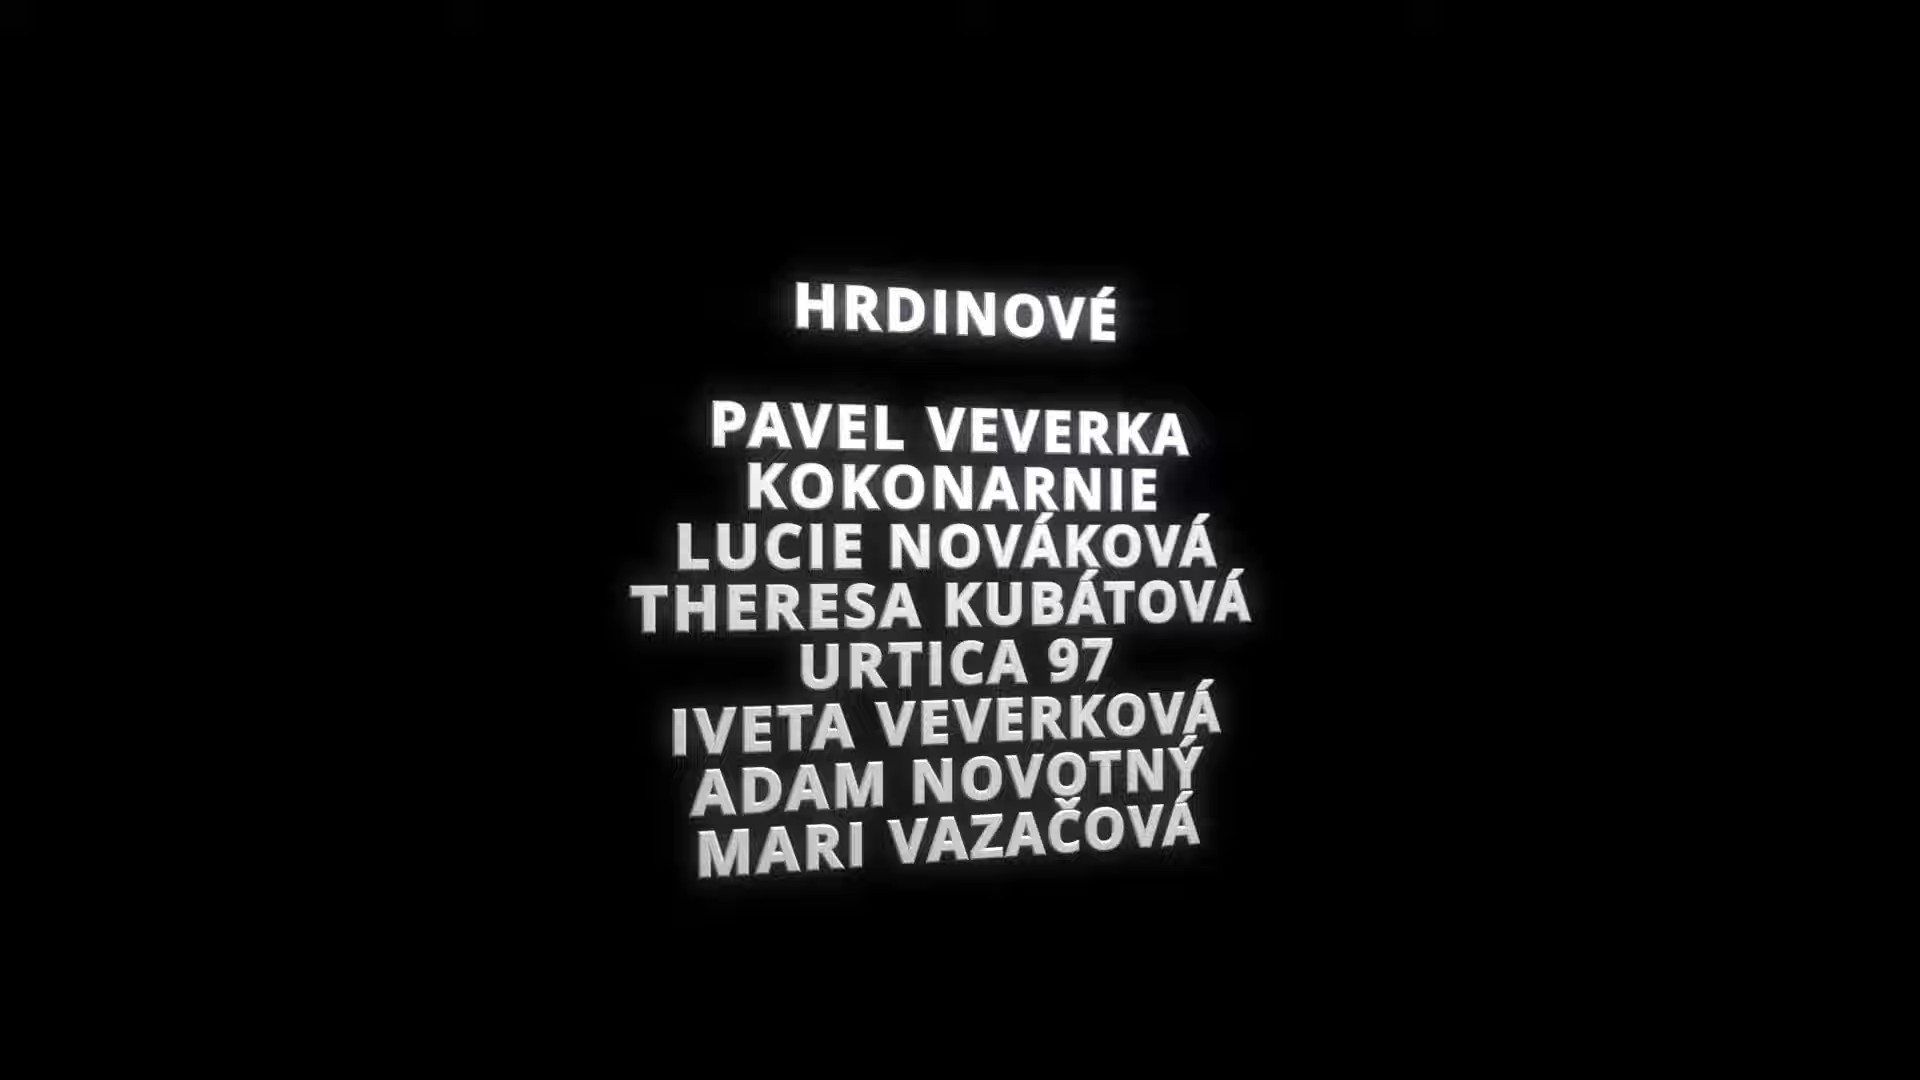 HRDINOVÉ
PAVEL VEVERKA
KOKONARNIE
LUCIE NOVÁKOVÁ
THERESA KUBÁTOVÁ
URTICA 97
IVETA VEVERKOVÁ
ADAM NOVOTNÝ
MARI VAZAČOVÁ